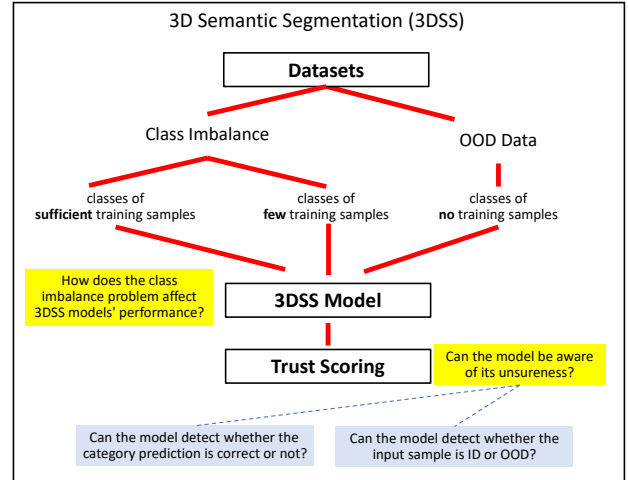 3D Semantic Segmentation (3DSS)
Datasets
Class Imbalance
OOD Data
classes of
sufficient training samples
classes of
few training samples
classes of
no training samples
How does the class
imbalance problem affect
3DSS models' performance?
3DSS Model
Trust Scoring
Can the model be aware
of its unsureness?
Can the model detect whether the
category prediction is correct or not?
Can the model detect whether the
input sample is ID or OOD?